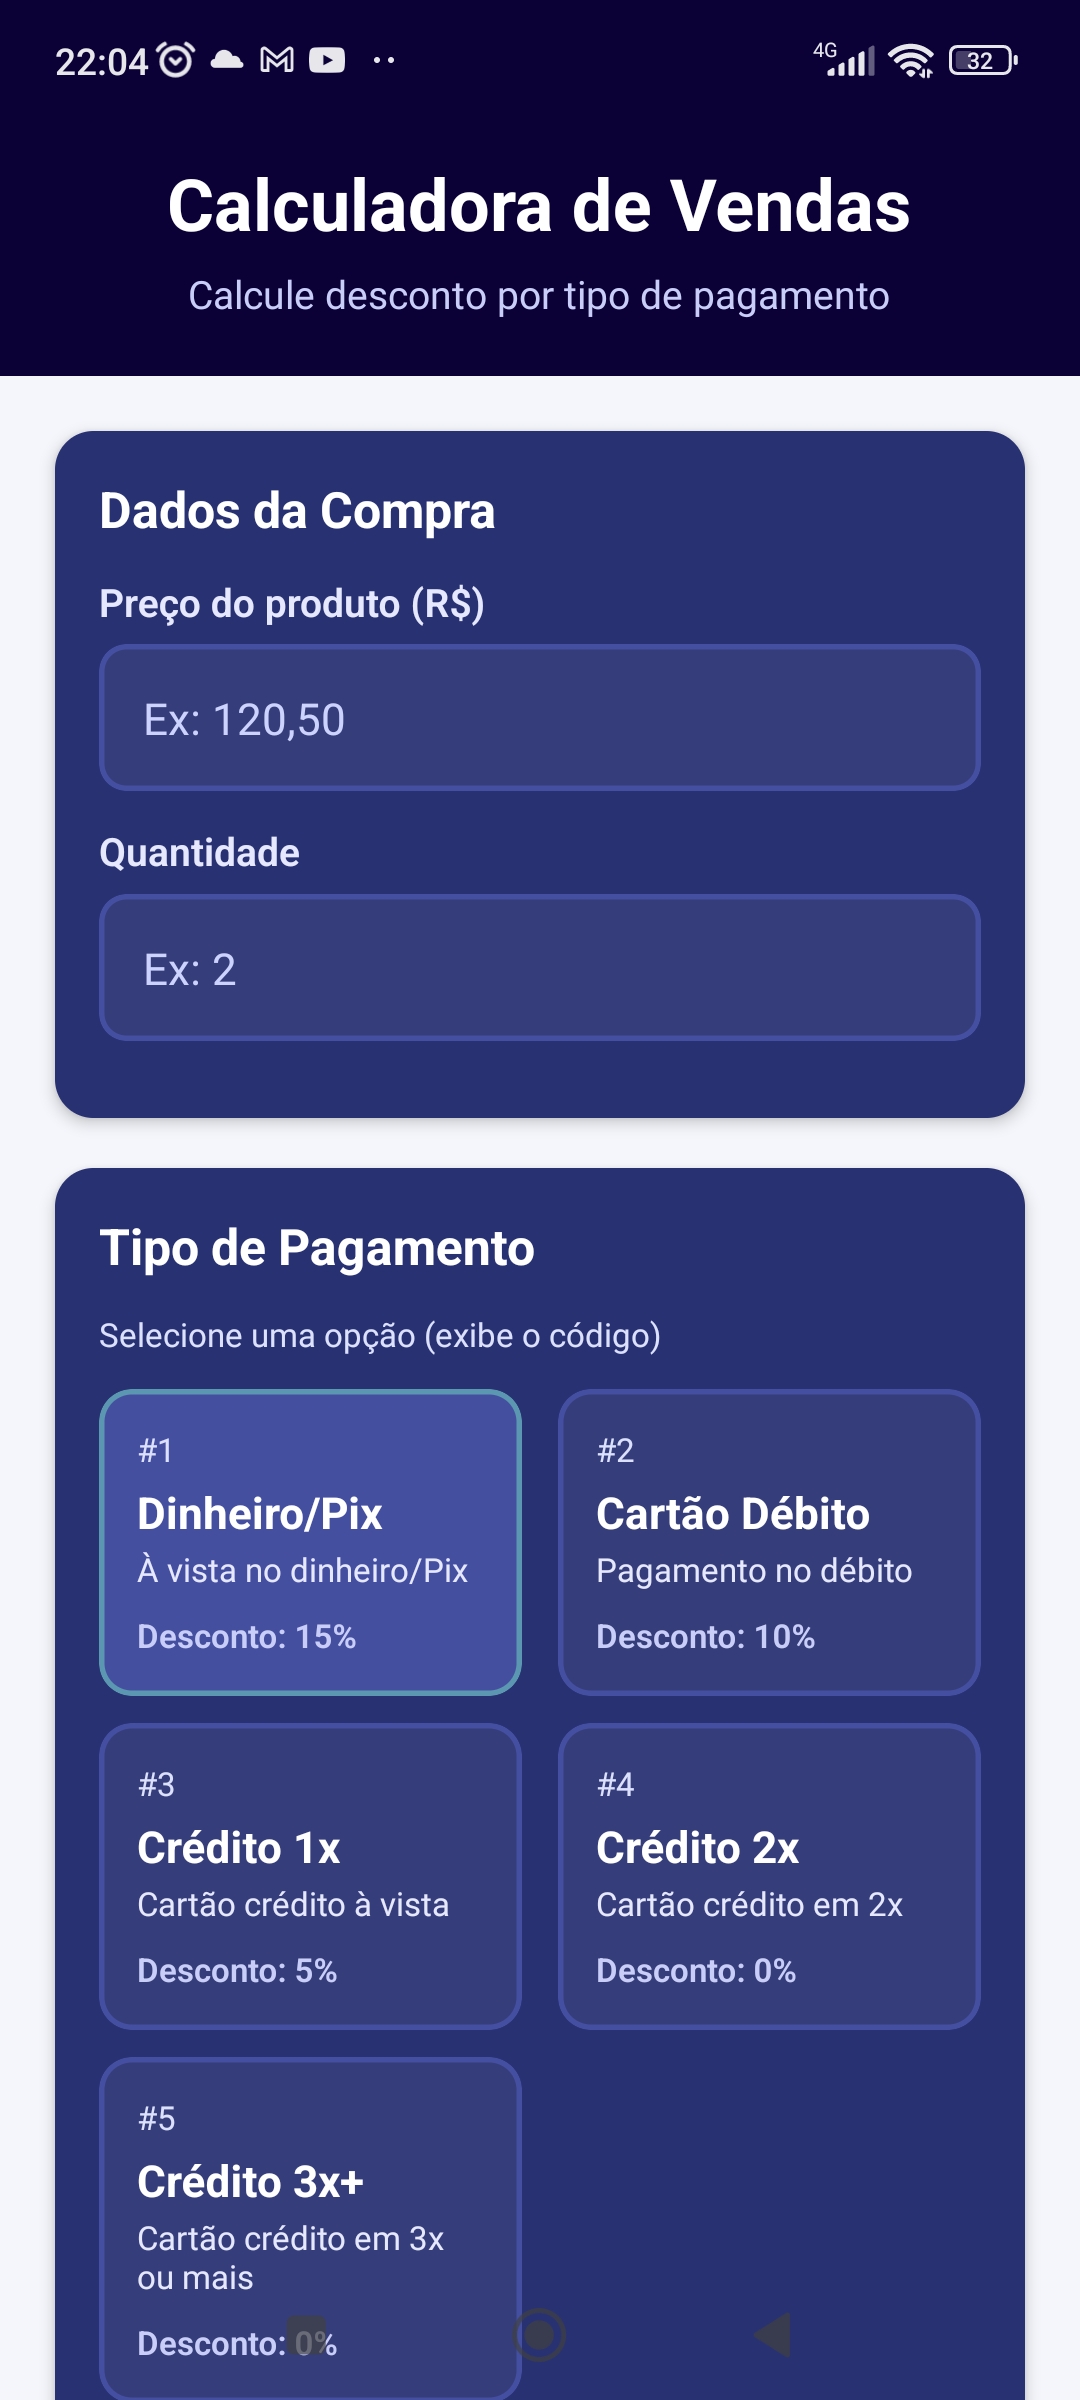 22:04
4G
32
Calculadora de Vendas
Calcule desconto por tipo de pagamento
Dados da Compra
Preço do produto (R$)
Ex: 120,50
Quantidade
Ex: 2
Tipo de Pagamento
Selecione uma opção (exibe o código)
#1
Dinheiro/Pix
À vista no dinheiro/Pix
Desconto: 15%
#2
Cartão Débito
Pagamento no débito
Desconto: 10%
#3
Crédito 1x
Cartão crédito à vista
Desconto: 5%
#4
Crédito 2x
Cartão crédito em 2x
Desconto: 0%
#5
Crédito 3x+
Cartão crédito em 3x
ou mais
Desconto: 0%